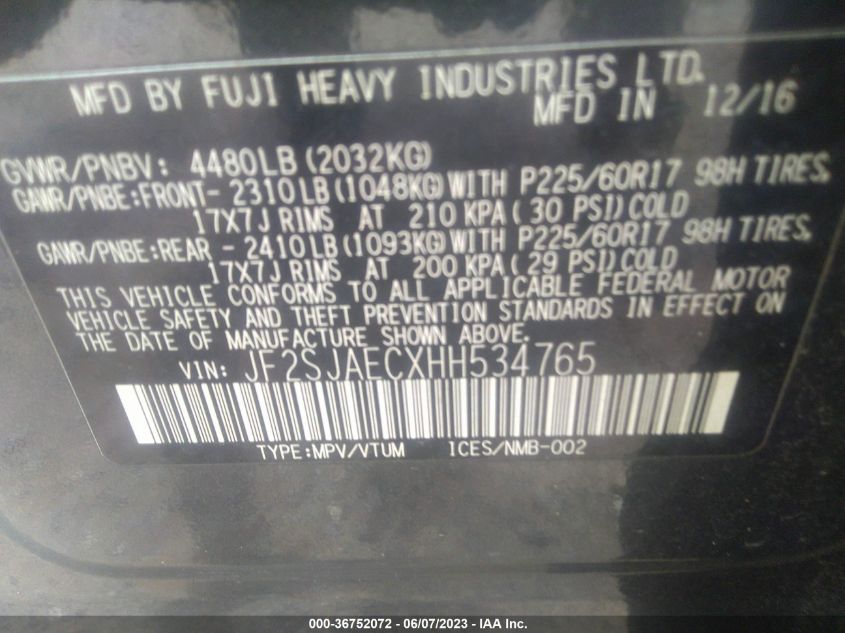 MFD BY FUJI HEAVY INDUSTRIES LTD.
MFD IN 12/16
GVWR/PNBV: 4480LB (2032KG)
GAWR/PNBE:FRONT- 2310LB (1048KG) WITH P225/60R17 98H TIRES,
17X7J RIMS AT 210 KPA ( 30 PSI) COLD
GAWR/PNBE:REAR - 2410LB (1093KG) WITH P225/60R17 98H TIRES,
17X7J RIMS AT 200 KPA ( 29 PSI) COLD
THIS VEHICLE CONFORMS TO ALL APPLICABLE FEDERAL MOTOR
VEHICLE SAFETY AND THEFT PREVENTION STANDARDS IN EFFECT ON
THE DATE OF MANUFACTURE SHOWN ABOVE.
VIN: JF2SJAECXHH534765
TYPE:MPV/VTUM 1CES/NMB-002
000-36752072 - 06/07/2023 - IAA Inc.